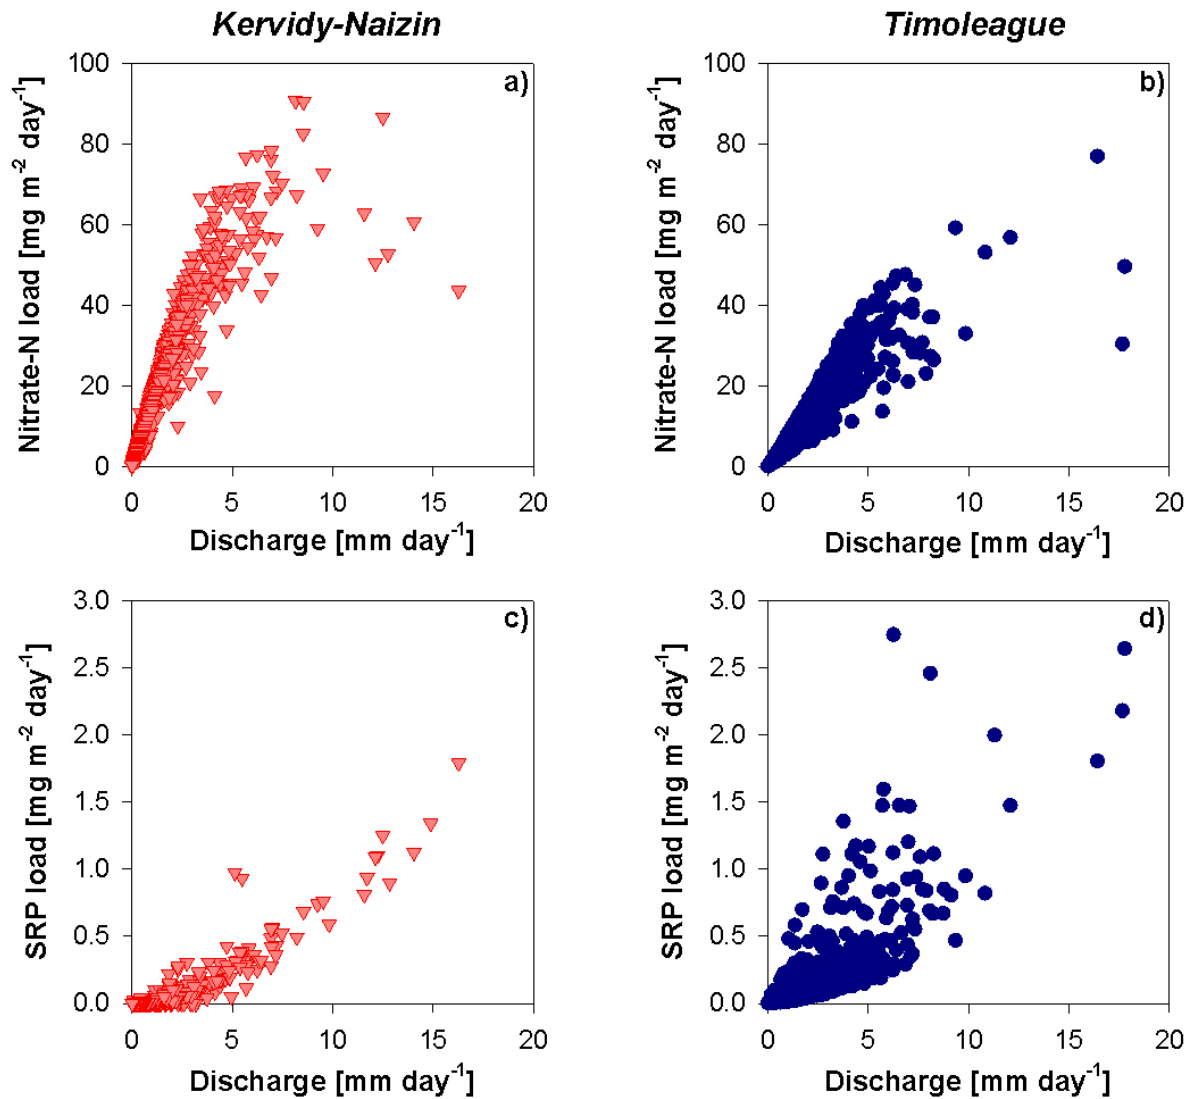 Kervidy-Naizin
Timoleague
a)
Nitrate-N load [mg m-2 day-1]
100
80
60
40
20
0
0 5 10 15 20
Discharge [mm day-1]
b)
Nitrate-N load [mg m-2 day-1]
100
80
60
40
20
0
0 5 10 15 20
Discharge [mm day-1]
c)
SRP load [mg m-2 day-1]
3.0
2.5
2.0
1.5
1.0
0.5
0.0
0 5 10 15 20
Discharge [mm day-1]
d)
SRP load [mg m-2 day-1]
3.0
2.5
2.0
1.5
1.0
0.5
0.0
0 5 10 15 20
Discharge [mm day-1]